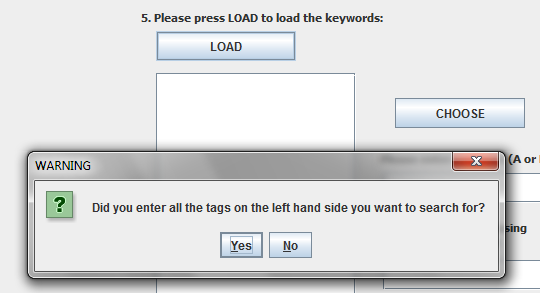 5. Please press LOAD to load the keywords:
LOAD
CHOOSE
WARNING
(A or
Did you enter all the tags on the left hand side you want to search for?
sing
Yes
No